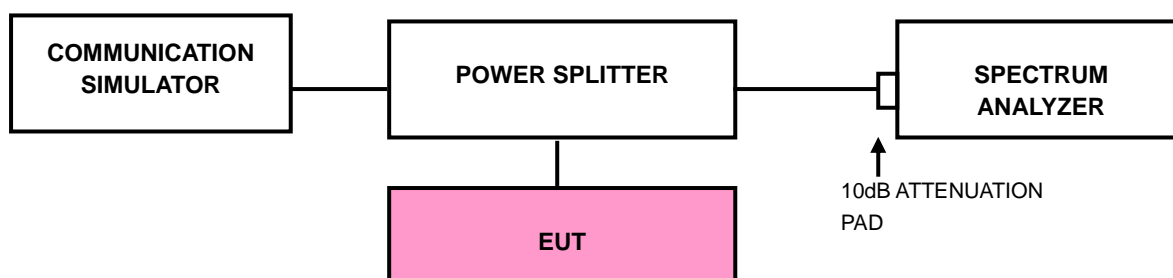 COMMUNICATION
SIMULATOR
POWER SPLITTER
SPECTRUM
ANALYZER
10dB ATTENUATION
PAD
EUT